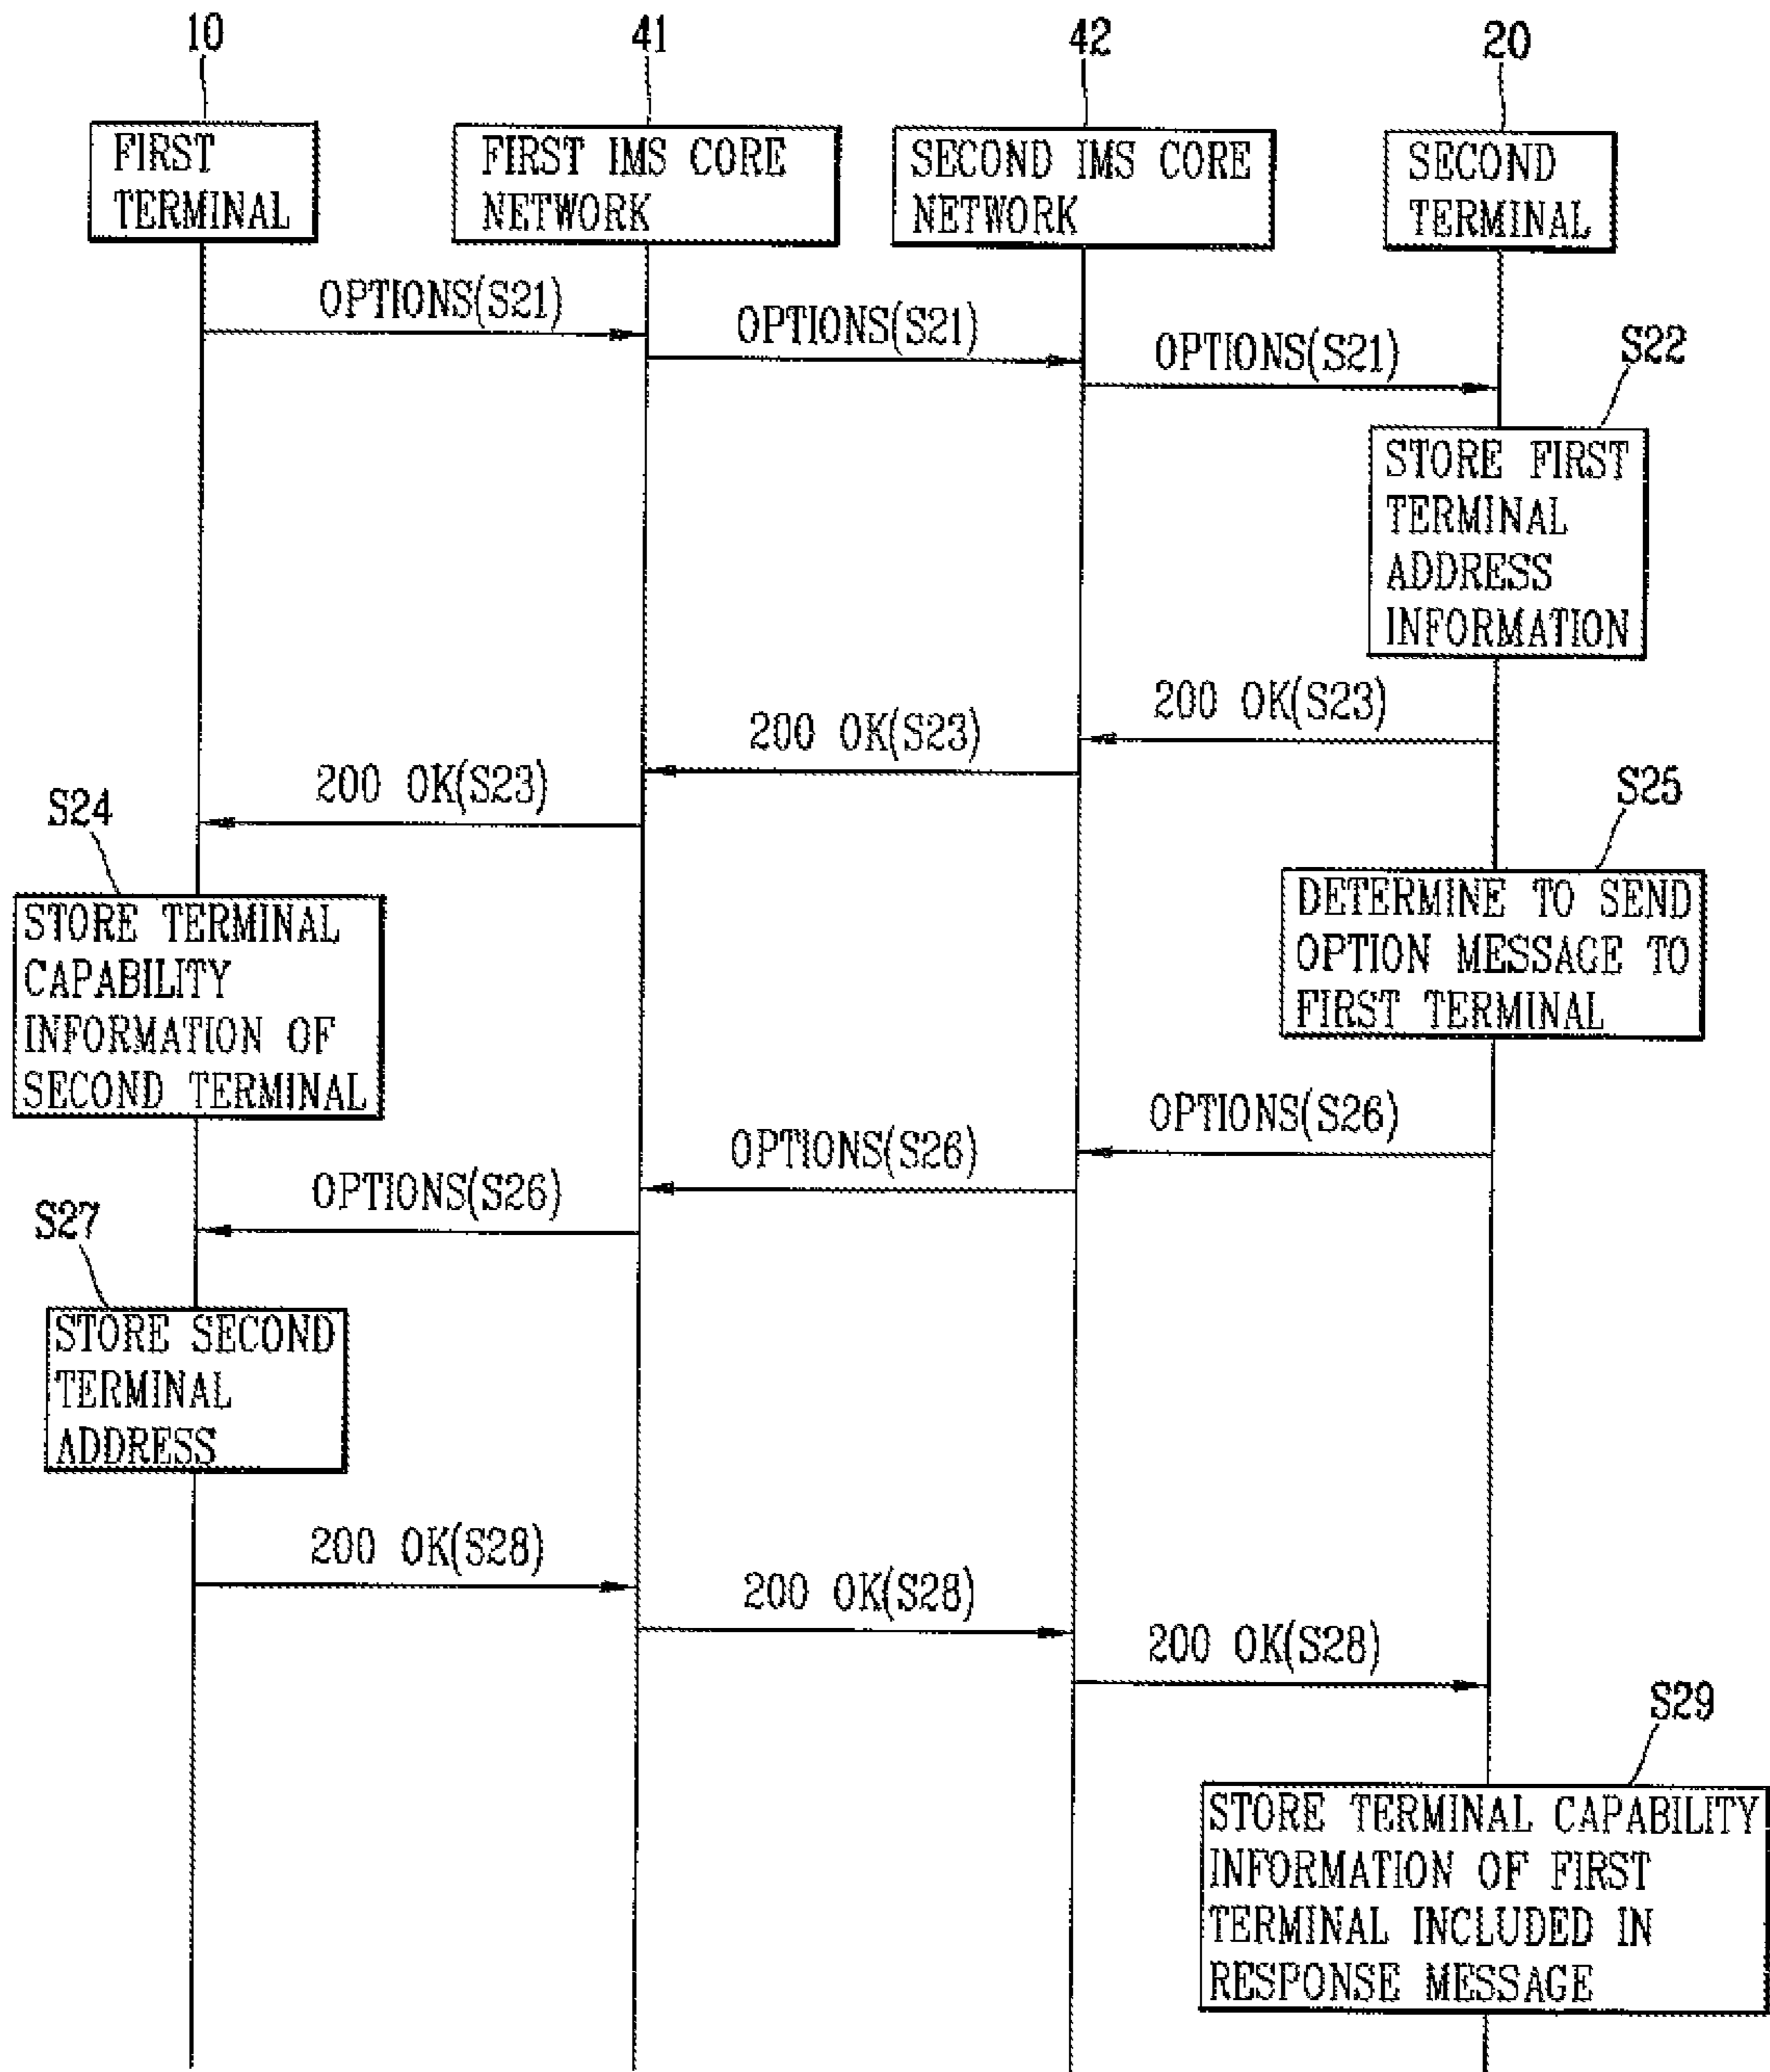 10
41
42
20
FIRST
TERMINAL
FIRST IMS CORE
NETWORK
SECOND IMS CORE
NETWORK
SECOND
TERMINAL
OPTIONS(S21)
OPTIONS(S21)
OPTIONS(S21)
S22
STORE FIRST
TERMINAL
ADDRESS
INFORMATION
200 OK(S23)
200 OK(S23)
200 OK(S23)
S24
STORE TERMINAL
CAPABILITY
INFORMATION OF
SECOND TERMINAL
S25
DETERMINE TO SEND
OPTION MESSAGE TO
FIRST TERMINAL
OPTIONS(S26)
OPTIONS(S26)
OPTIONS(S26)
S27
STORE SECOND
TERMINAL
ADDRESS
200 OK(S28)
200 OK(S28)
200 OK(S28)
S29
STORE TERMINAL CAPABILITY
INFORMATION OF FIRST
TERMINAL INCLUDED IN
RESPONSE MESSAGE